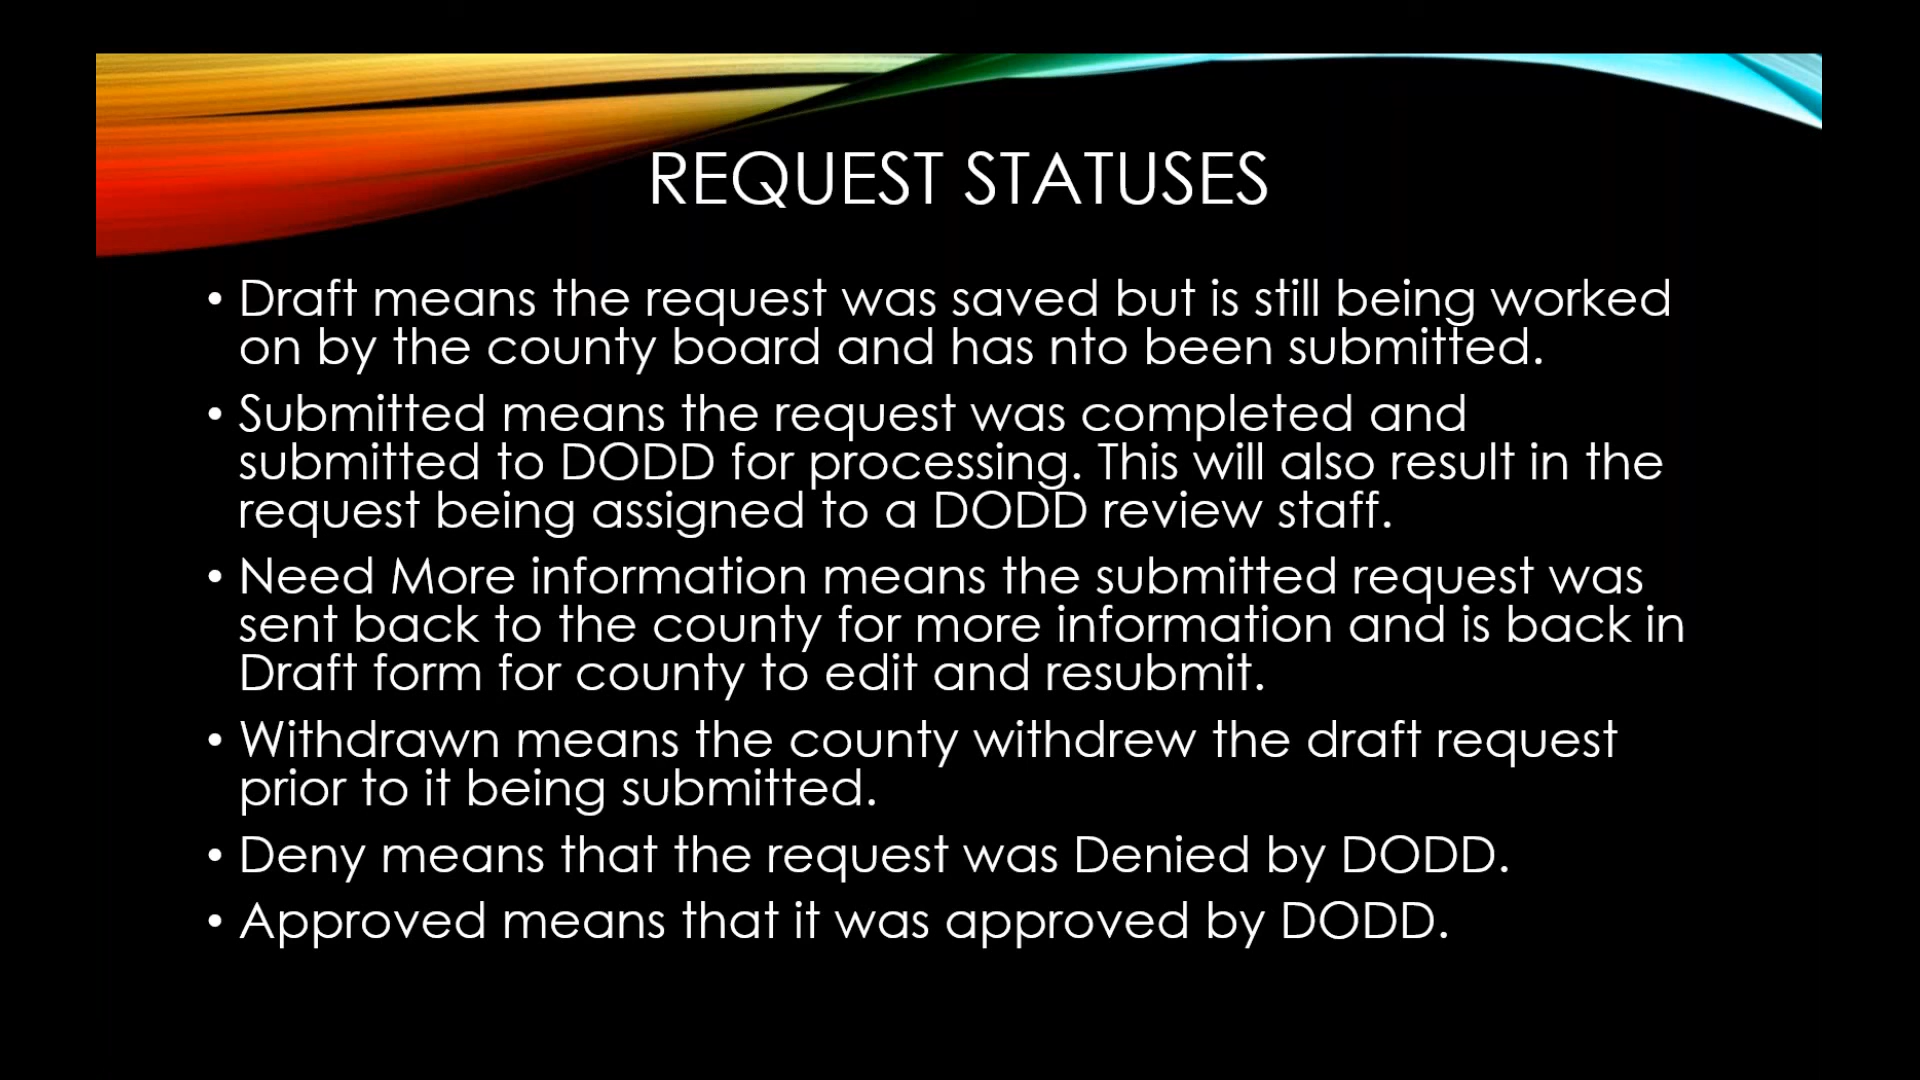 REQUEST STATUSES
• Draft means the request was saved but is still being worked
on by the county board and has nto been submitted.
• Submitted means the request was completed and
submitted to DODD for processing. This will also result in the
request being assigned to a DODD review staff.
• Need More information means the submitted request was
sent back to the county for more information and is back in
Draft form for county to edit and resubmit.
• Withdrawn means the county withdrew the draft request
prior to it being submitted.
• Deny means that the request was Denied by DODD.
• Approved means that it was approved by DODD.